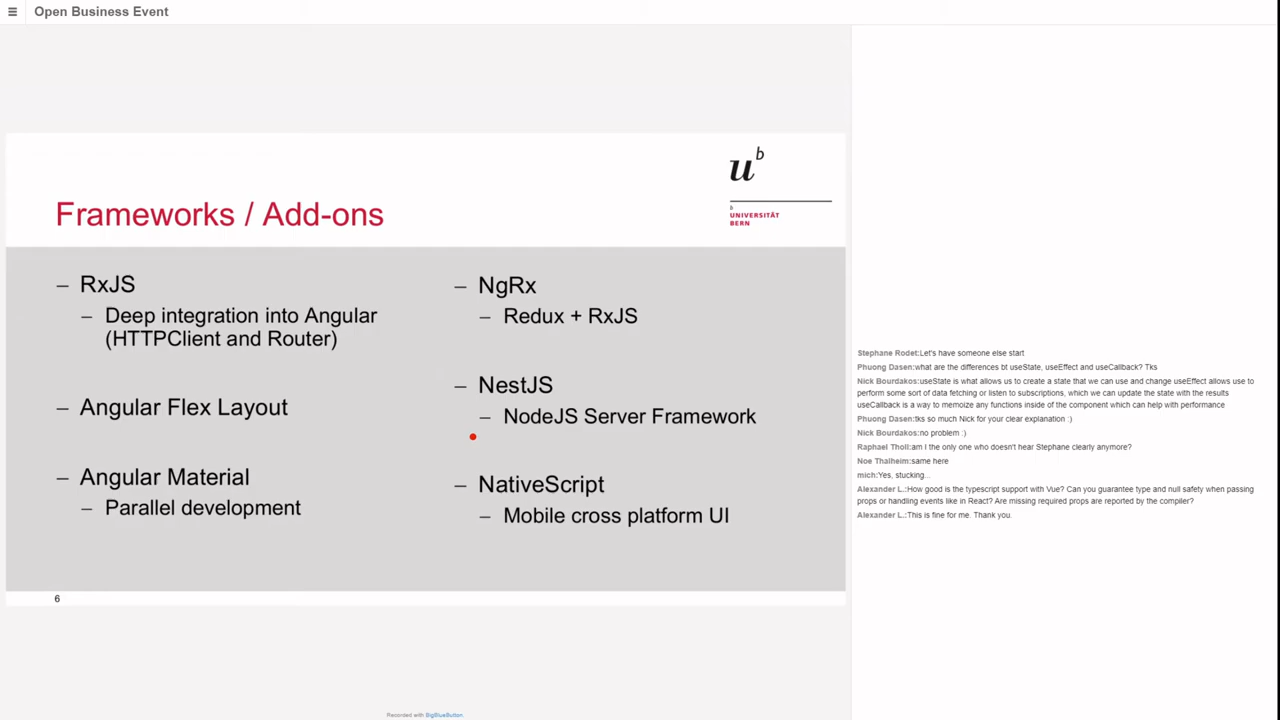 Open Business Event
u b
b
UNIVERSITÄT
BERN
Frameworks / Add-ons
– RxJS
– Deep integration into Angular
(HTTPClient and Router)
– Angular Flex Layout
– Angular Material
– Parallel development
– NgRx
– Redux + RxJS
– NestJS
– NodeJS Server Framework
– NativeScript
– Mobile cross platform UI
6
Stephane Rodet:Let's have someone else start
Phuong Dasen:what are the differences bt useState, useEffect and useCallback? Tks
Nick Bourdakos:useState is what allows us to create a state that we can use and change useEffect allows use to
perform some sort of data fetching or listen to subscriptions, which we can update the state with the results
useCallback is a way to memoize any functions inside of the component which can help with performance
Phuong Dasen:tks so much Nick for your clear explanation :)
Nick Bourdakos:no problem :)
Raphael Tholl:am I the only one who doesn't hear Stephane clearly anymore?
Noe Thalheim:same here
mich:Yes, stucking...
Alexander L.:How good is the typescript support with Vue? Can you guarantee type and null safety when passing
props or handling events like in React? Are missing required props are reported by the compiler?
Alexander L.:This is fine for me. Thank you.
Recorded with BigBlueButton.